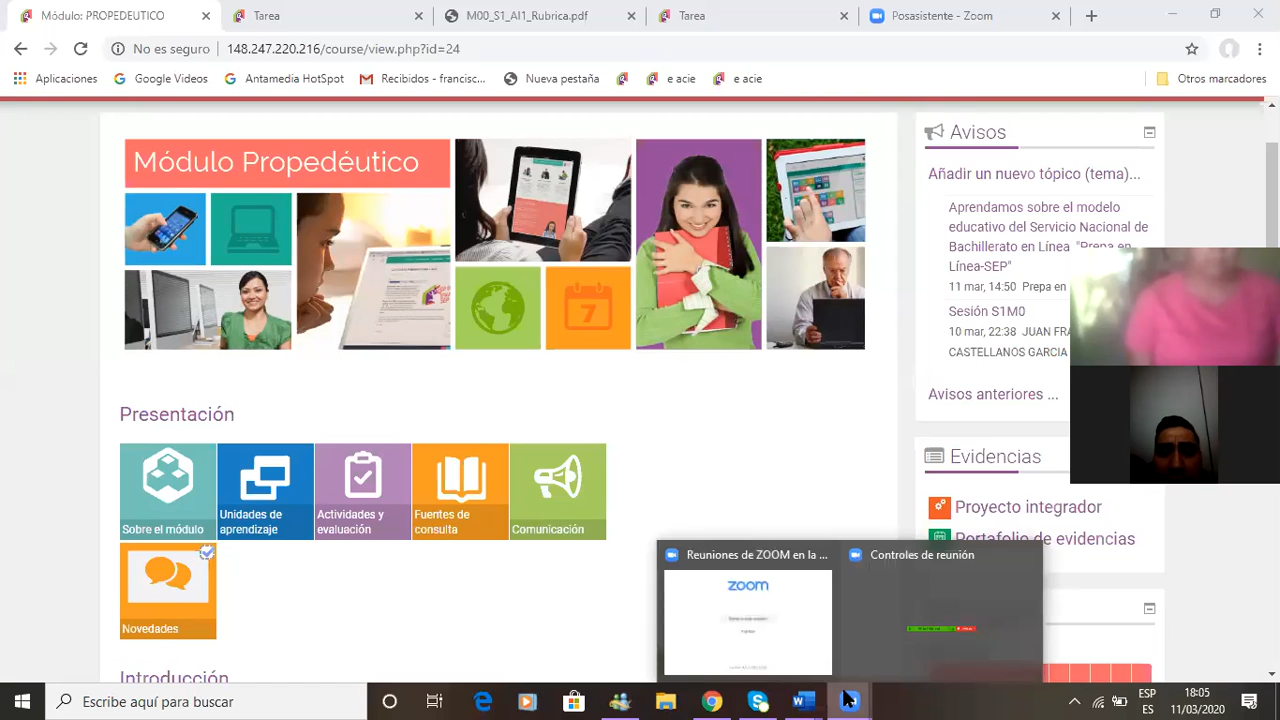 Módulo: PROPEDÉUTICO
Tarea
M00_S1_AI1_Rubrica.pdf
Tarea
Posasistente - Zoom
No es seguro
148.247.220.216/course/view.php?id=24
Aplicaciones
Google Videos
Antamedia HotSpot
Recibidos - francisc...
Nueva pestaña
e acie
e acie
Otros marcadores
Módulo Propedéutico
7
Avisos
Añadir un nuevo tópico (tema)...
Aprendamos sobre el modelo
educativo del Servicio Nacional de
Bachillerato en Línea "Prepa en
Línea-SEP"
11 mar, 14:50 Prepa en
Sesión S1M0
10 mar, 22:38 JUAN FRA
CASTELLANOS GARCIA
Avisos anteriores ...
Evidencias
Proyecto integrador
Portafolio de evidencias
Presentación
Sobre el módulo
Unidades de
aprendizaje
Actividades y
evaluación
Fuentes de
consulta
Comunicación
Novedades
Introducción
Reuniones de ZOOM en la ...
Controles de reunión
zoom
Escribe aquí para buscar
ESP
ES
18:05
11/03/2020